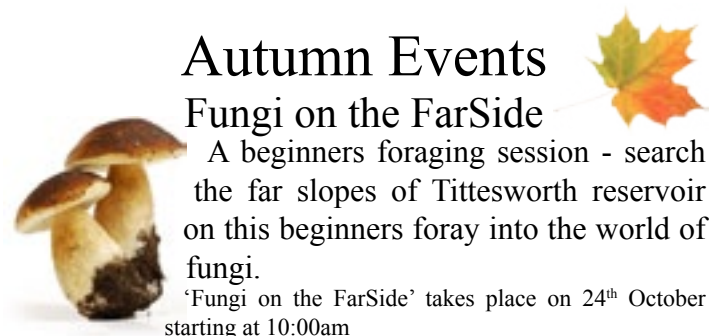 Autumn Events
Fungi on the FarSide
A beginners foraging session - search
the far slopes of Tittesworth reservoir
on this beginners foray into the world of
fungi.
‘Fungi on the FarSide’ takes place on 24th October
starting at 10:00am